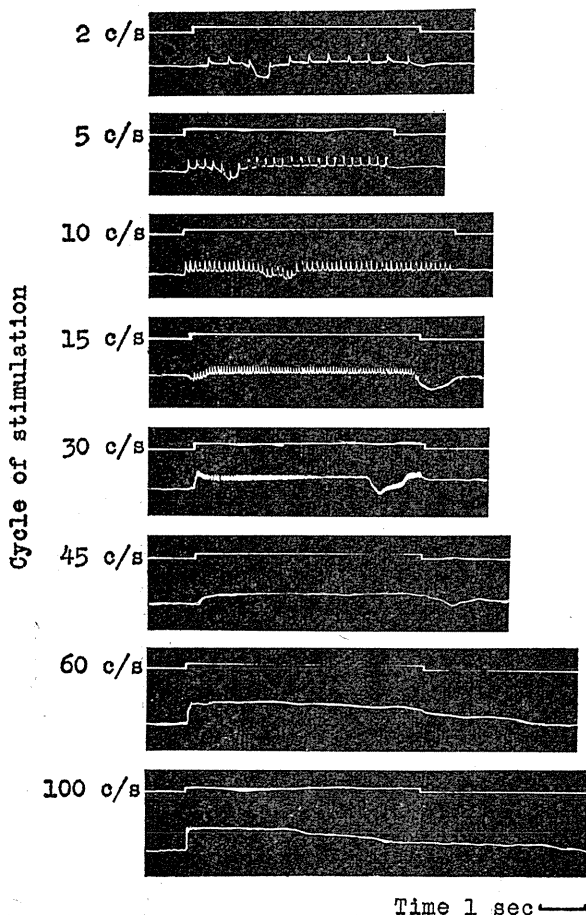 2 c/s
5 c/s
10 c/s
15 c/s
30 c/s
45 c/s
60 c/s
100 c/s
Cycle of stimulation
Time 1 sec